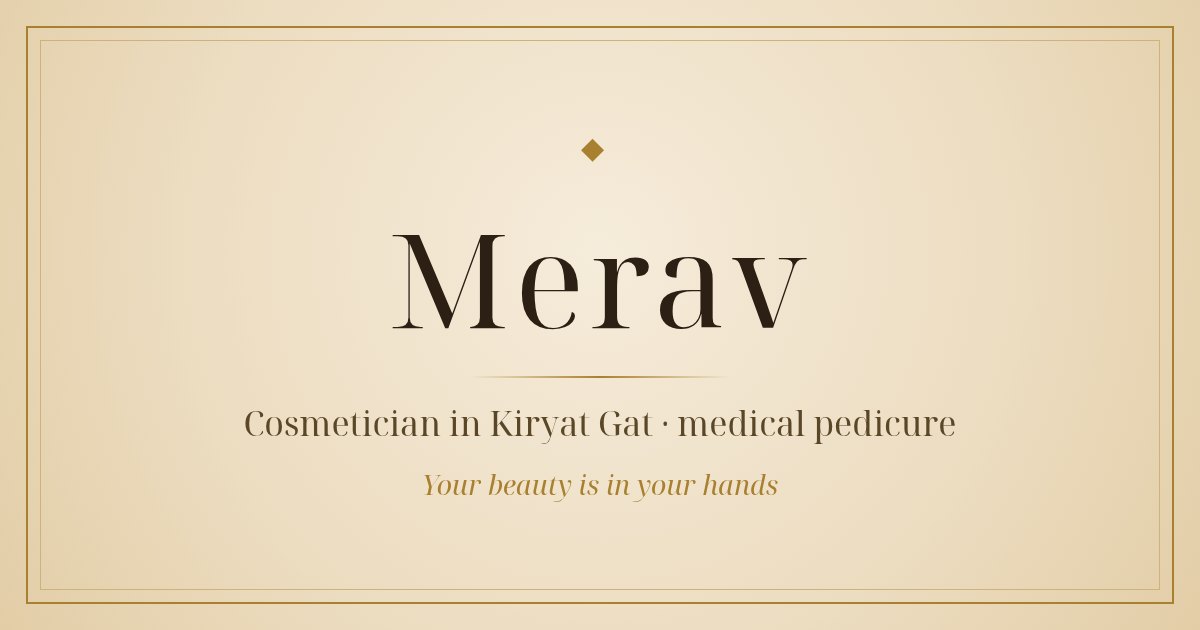 Merav
Cosmetician in Kiryat Gat · medical pedicure
Your beauty is in your hands